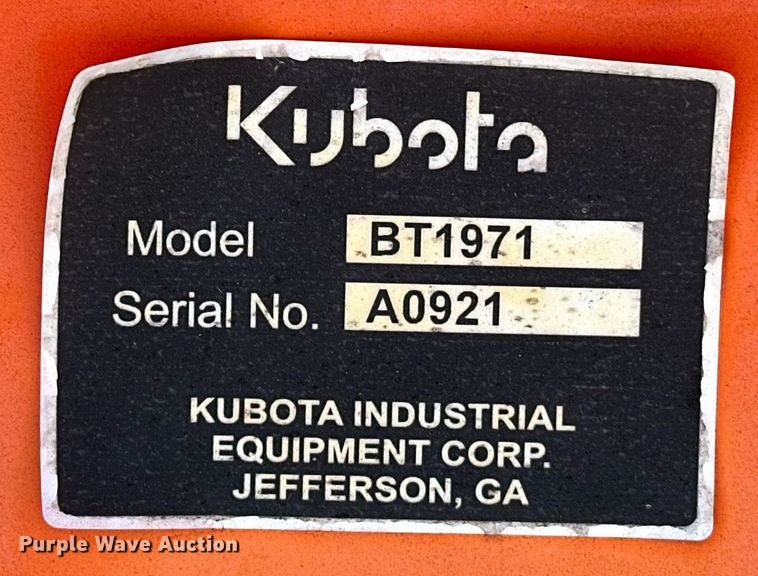 Kubota
Model BT1971
Serial No. A0921
KUBOTA INDUSTRIAL
EQUIPMENT CORP.
JEFFERSON, GA
Purple Wave Auction